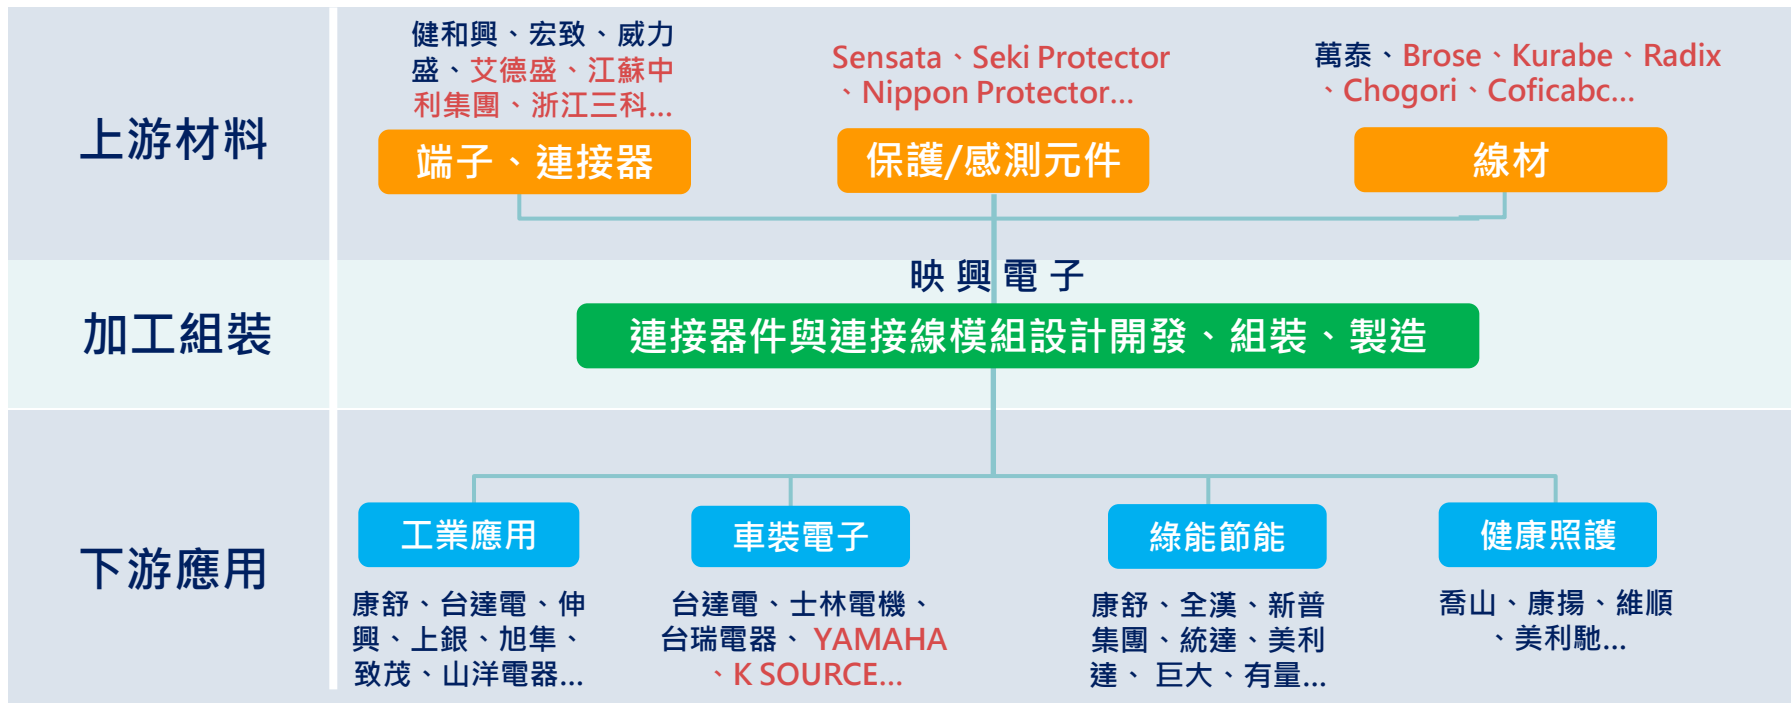 上游材料
健和興、宏致、威力
盛、艾德盛、江蘇中
利集團、浙江三科...
端子、連接器
Sensata、Seki Protector
、Nippon Protector...
保護/感測元件
萬泰、Brose、Kurabe、Radix
、Chogori、Coficabc...
線材
加工組裝
映興電子
連接器件與連接線模組設計開發、組裝、製造
下游應用
工業應用
康舒、台達電、伸
興、上銀、旭隼、
致茂、山洋電器...
車裝電子
台達電、士林電機、
台瑞電器、 YAMAHA
、K SOURCE...
綠能節能
康舒、全漢、新普
集團、統達、美利
達、 巨大、有量...
健康照護
喬山、康揚、維順
、美利馳...